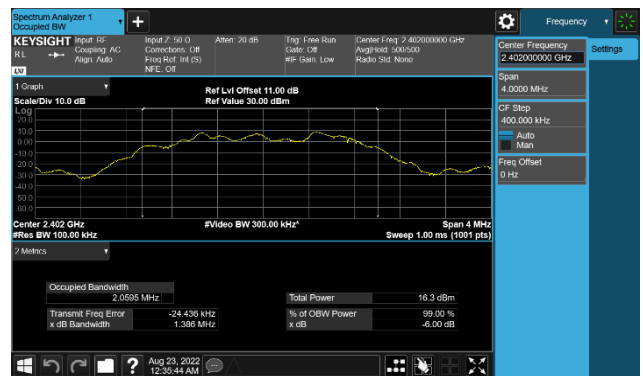 Spectrum Analyzer 1
Occupied BW
Frequency
KEYSIGHT
Input: RF
Coupling: AC
Align: Auto
Input Z: 50 Ω
Corrections: Off
Freq Ref: Int (S)
NFE: Off
Atten: 20 dB
Trig: Free Run
Gate: Off
#IF Gain: Low
Center Freq: 2.402000000 GHz
Avg|Hold: 500/500
Radio Std: None
R L
Center Frequency
2.402000000 GHz
Settings
Span
4.0000 MHz
CF Step
400.000 kHz
Auto
Man
Freq Offset
0 Hz
1 Graph
Scale/Div 10.0 dB
Ref Lvl Offset 11.00 dB
Ref Value 30.00 dBm
Log
20.0
10.0
0.00
-10.0
-20.0
-30.0
-40.0
-50.0
-60.0
Center 2.402 GHz
#Res BW 100.00 kHz
#Video BW 300.00 kHz*
Span 4 MHz
Sweep 1.00 ms (1001 pts)
2 Metrics
Occupied Bandwidth
2.0595 MHz
Total Power 16.3 dBm
Transmit Freq Error -24.436 kHz
% of OBW Power 99.00 %
x dB Bandwidth 1.386 MHz
x dB -6.00 dB
Aug 23, 2022
12:35:44 AM